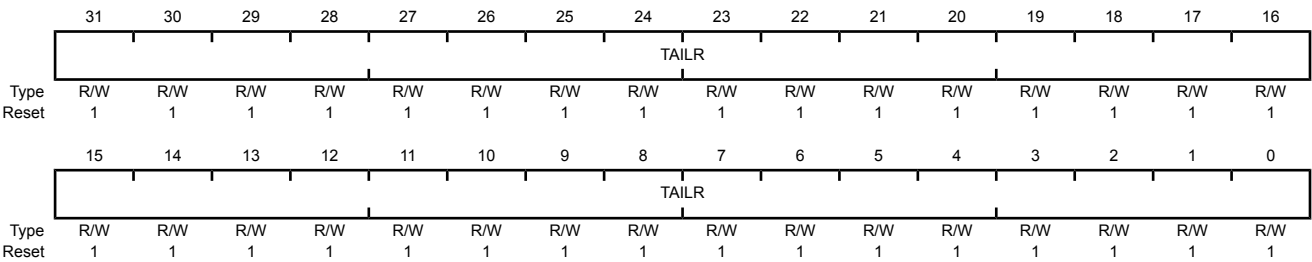 31 30 29 28 27 26 25 24 23 22 21 20 19 18 17 16
TAILR
Type R/W R/W R/W R/W R/W R/W R/W R/W R/W R/W R/W R/W R/W R/W R/W R/W
Reset 1 1 1 1 1 1 1 1 1 1 1 1 1 1 1 1
15 14 13 12 11 10 9 8 7 6 5 4 3 2 1 0
TAILR
Type R/W R/W R/W R/W R/W R/W R/W R/W R/W R/W R/W R/W R/W R/W R/W R/W
Reset 1 1 1 1 1 1 1 1 1 1 1 1 1 1 1 1